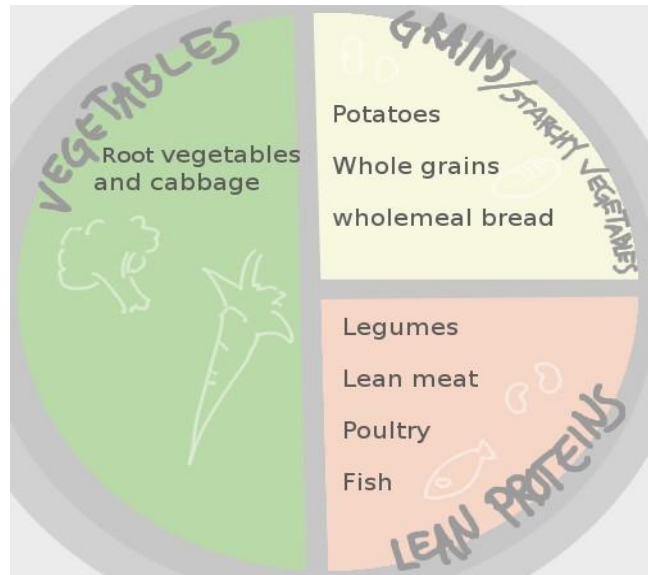 VEGETABLES
Root vegetables
and cabbage
GRAINS/STARCHY VEGETABLES
Potatoes
Whole grains
wholemeal bread
Legumes
Lean meat
Poultry
Fish
LEAN PROTEINS